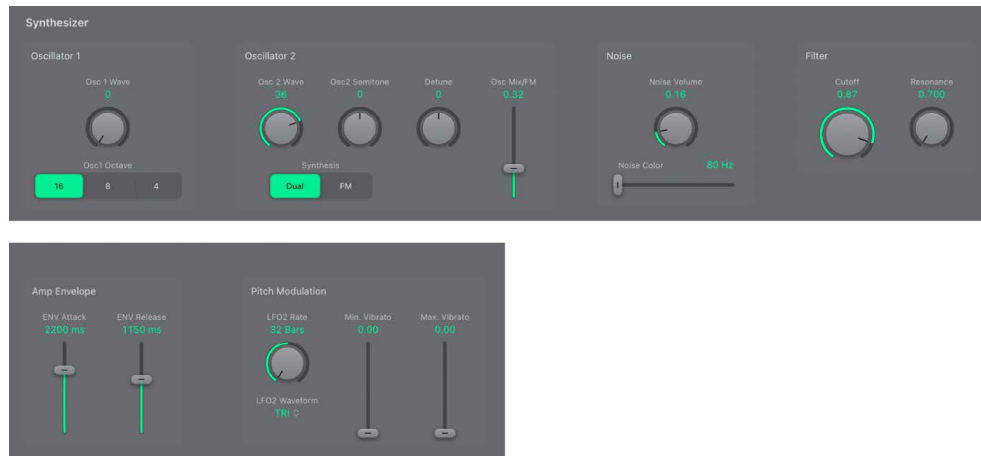 Synthesizer
Oscillator 1
Osc 1 Wave
0
Osc1 Octave
16 8 4
Oscillator 2
Osc 2 Wave Osc2 Semitone Detune Osc Mix/FM
36 0 0 0.32
Synthesis
Dual FM
Noise
Noise Volume
0.16
Noise Color 80 Hz
Filter
Cutoff Resonance
0.87 0.700
Amp Envelope
ENV Attack ENV Release
2200 ms 1150 ms
Pitch Modulation
LFO2 Rate Min. Vibrato Max. Vibrato
32 Bars 0.00 0.00
LFO2 Waveform
TRI